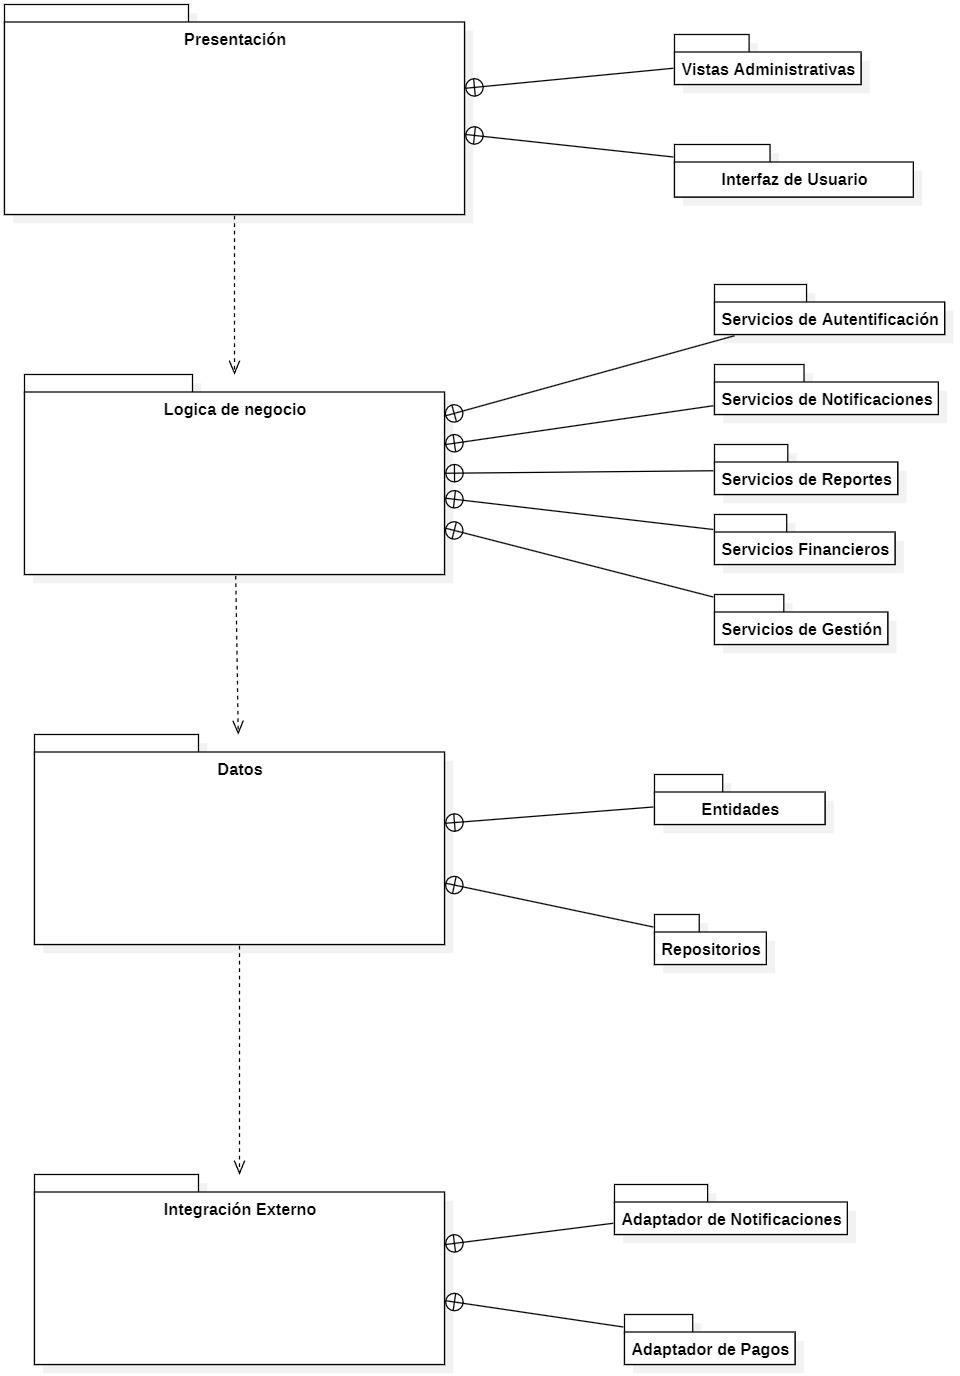 Presentación
Vistas Administrativas
Interfaz de Usuario
Servicios de Autentificación
Logica de negocio
Servicios de Notificaciones
Servicios de Reportes
Servicios Financieros
Servicios de Gestión
Datos
Entidades
Repositorios
Integración Externo
Adaptador de Notificaciones
Adaptador de Pagos